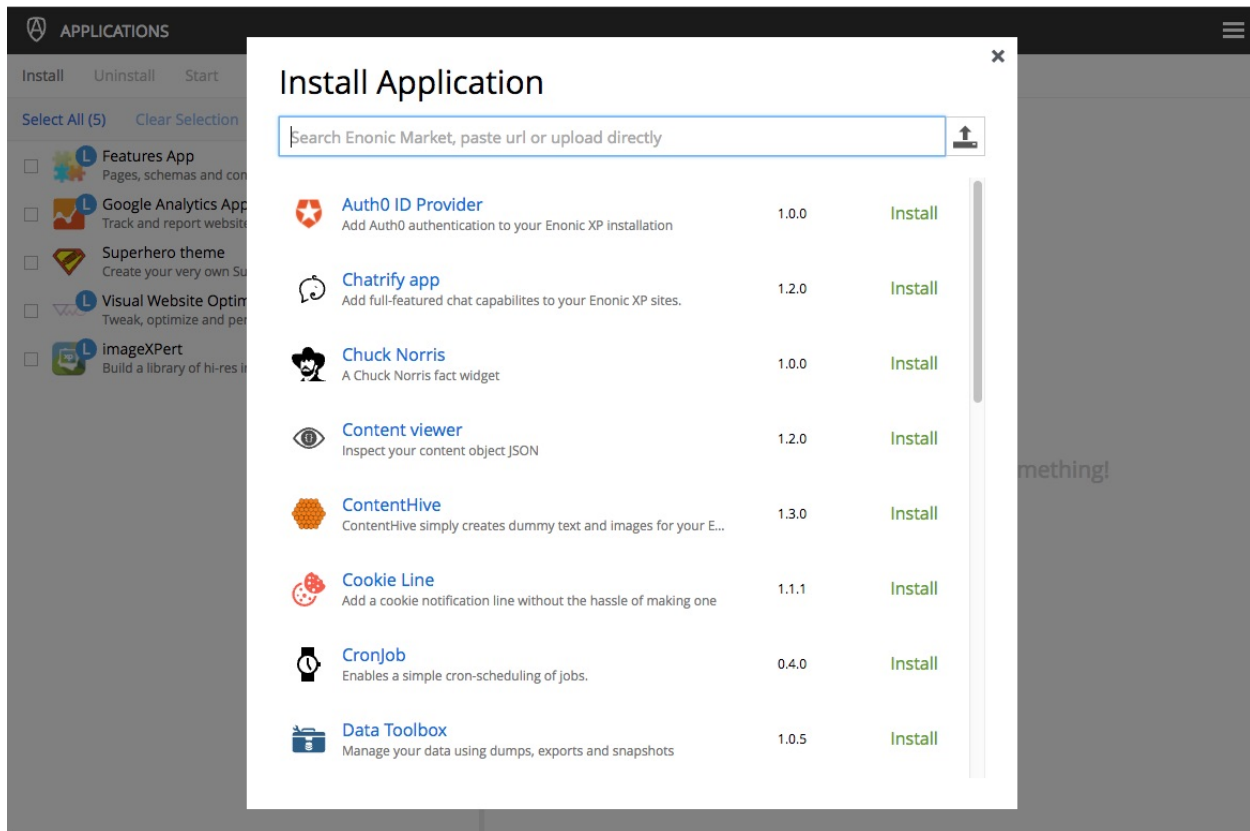 APPLICATIONS
Install Uninstall Start
Select All (5) Clear Selection
L Features App
Pages, schemas and con
L Google Analytics App
Track and report website
Superhero theme
Create your very own Su
L Visual Website Optim
Tweak, optimize and per
L imageXPert
Build a library of hi-res i
mething!
Install Application
Search Enonic Market, paste url or upload directly
Auth0 ID Provider 1.0.0 Install
Add Auth0 authentication to your Enonic XP installation
Chatrify app 1.2.0 Install
Add full-featured chat capabilites to your Enonic XP sites.
Chuck Norris 1.0.0 Install
A Chuck Norris fact widget
Content viewer 1.2.0 Install
Inspect your content object JSON
ContentHive 1.3.0 Install
ContentHive simply creates dummy text and images for your E...
Cookie Line 1.1.1 Install
Add a cookie notification line without the hassle of making one
CronJob 0.4.0 Install
Enables a simple cron-scheduling of jobs.
Data Toolbox 1.0.5 Install
Manage your data using dumps, exports and snapshots